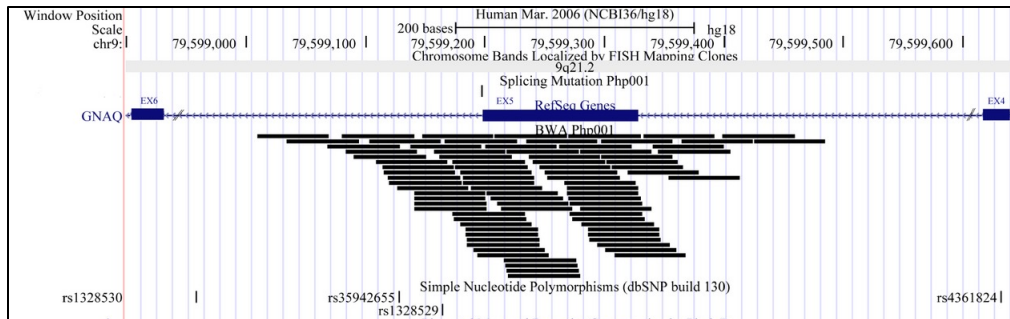 Window Position Human Mar. 2006 (NCBI36/hg18)
Scale 200 bases hg18
chr9: 79,599,000 79,599,100 79,599,200 79,599,300 79,599,400 79,599,500 79,599,600
Chromosome Bands Localized by FISH Mapping Clones
9q21.2
Splicing Mutation Php001
EX6 EX5 EX4
GNAQ RefSeq Genes
BWA Php001
Simple Nucleotide Polymorphisms (dbSNP build 130)
rs1328530 rs35942655 rs4361824
rs1328529